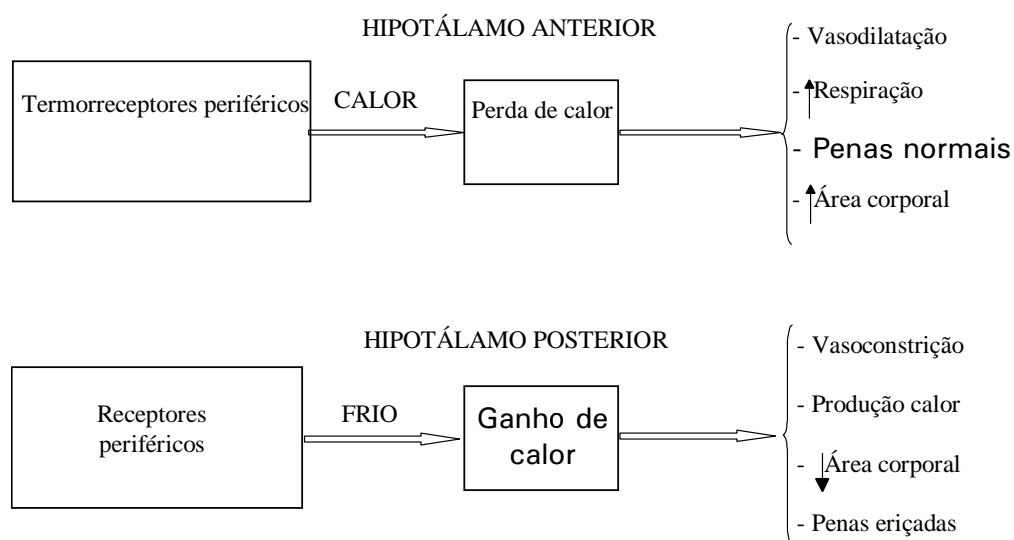 HIPOTÁLAMO ANTERIOR
Termorreceptores periféricos
CALOR
Perda de calor
- Vasodilatação
- ↑Respiração
- Penas normais
- ↑Área corporal
HIPOTÁLAMO POSTERIOR
Receptores
periféricos
FRIO
Ganho de
calor
- Vasoconstrição
- Produção calor
- ↓Área corporal
- Penas eriçadas